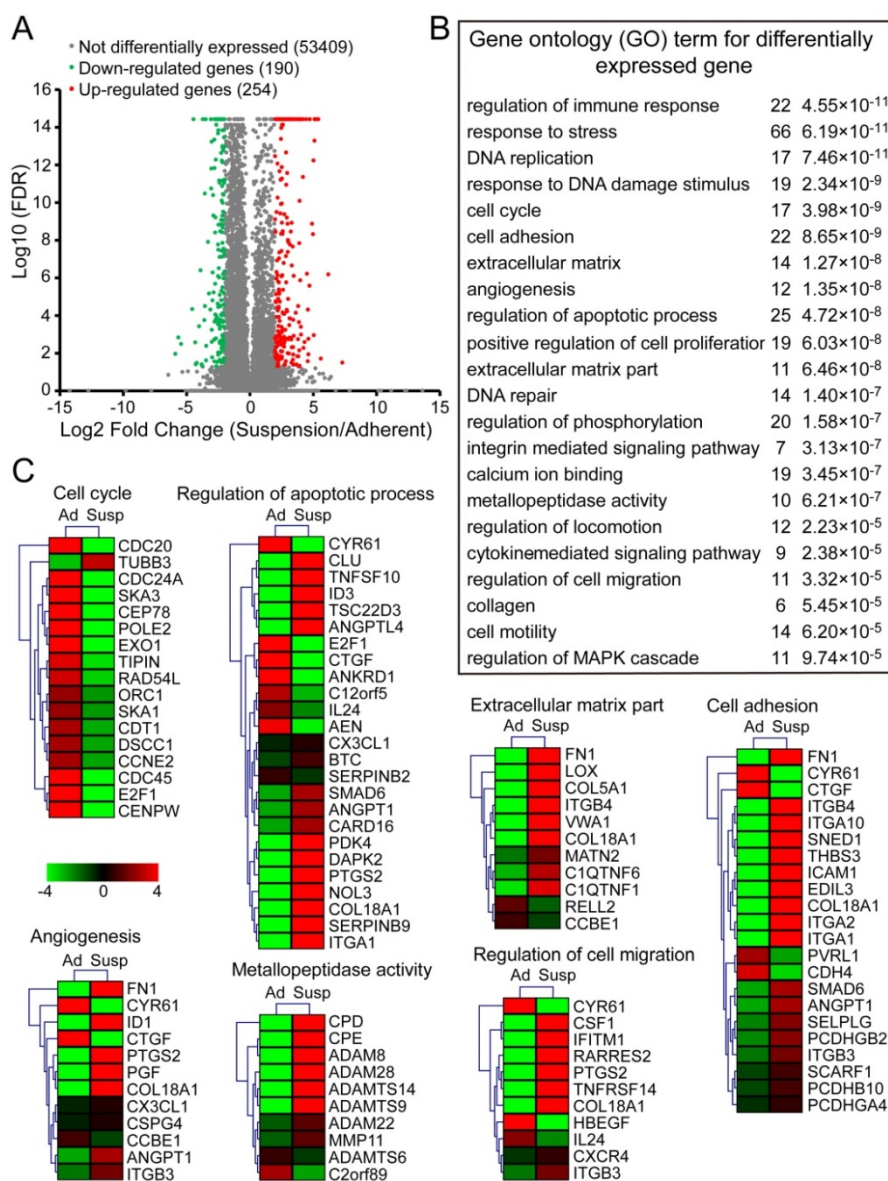 A
Not differentially expressed (53409)
Down-regulated genes (190)
Up-regulated genes (254)
16
14
12
10
8
6
4
2
0
Log10 (FDR)
-15 -10 -5 0 5 10 15
Log2 Fold Change (Suspension/Adherent)
B
Gene ontology (GO) term for differentially
expressed gene
regulation of immune response 22 4.55×10-11
response to stress 66 6.19×10-11
DNA replication 17 7.46×10-11
response to DNA damage stimulus 19 2.34×10-9
cell cycle 17 3.98×10-9
cell adhesion 22 8.65×10-9
extracellular matrix 14 1.27×10-8
angiogenesis 12 1.35×10-8
regulation of apoptotic process 25 4.72×10-8
positive regulation of cell proliferation 19 6.03×10-8
extracellular matrix part 11 6.46×10-8
DNA repair 14 1.40×10-7
regulation of phosphorylation 20 1.58×10-7
integrin mediated signaling pathway 7 3.13×10-7
calcium ion binding 19 3.45×10-7
metallopeptidase activity 10 6.21×10-7
regulation of locomotion 12 2.23×10-5
cytokinemediated signaling pathway 9 2.38×10-5
regulation of cell migration 11 3.32×10-5
collagen 6 5.45×10-5
cell motility 14 6.20×10-5
regulation of MAPK cascade 11 9.74×10-5
C
Cell cycle
Ad Susp
CDC20
TUBB3
CDC24A
SKA3
CEP78
POLE2
EXO1
TIPIN
RAD54L
ORC1
SKA1
CDT1
DSCC1
CCNE2
CDC45
E2F1
CENPW
-4 0 4
Regulation of apoptotic process
Ad Susp
CYR61
CLU
TNFSF10
ID3
TSC22D3
ANGPTL4
E2F1
CTGF
ANKRD1
C12orf5
IL24
AEN
CX3CL1
BTC
SERPINB2
SMAD6
ANGPT1
CARD16
PDK4
DAPK2
PTGS2
NOL3
COL18A1
SERPINB9
ITGA1
Extracellular matrix part
Ad Susp
FN1
LOX
COL5A1
ITGB4
VWA1
COL18A1
MATN2
C1QTNF6
C1QTNF1
RELL2
CCBE1
Cell adhesion
Ad Susp
FN1
CYR61
CTGF
ITGB4
ITGA10
SNED1
THBS3
ICAM1
EDIL3
COL18A1
ITGA2
ITGA1
PVRL1
CDH4
SMAD6
ANGPT1
SELPLG
PCDHGB2
ITGB3
SCARF1
PCDHB10
PCDHGA4
Angiogenesis
Ad Susp
FN1
CYR61
ID1
CTGF
PTGS2
PGF
COL18A1
CX3CL1
CSPG4
CCBE1
ANGPT1
ITGB3
Metallopeptidase activity
Ad Susp
CPD
CPE
ADAM8
ADAM28
ADAMTS14
ADAMTS9
ADAM22
MMP11
ADAMTS6
C2orf89
Regulation of cell migration
Ad Susp
CYR61
CSF1
IFITM1
RARRES2
PTGS2
TNFRSF14
COL18A1
HBEGF
IL24
CXCR4
ITGB3